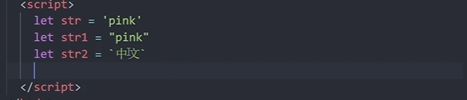 <script>
let str = 'pink'
let str1 = "pink"
let str2 = `中文`
</script>